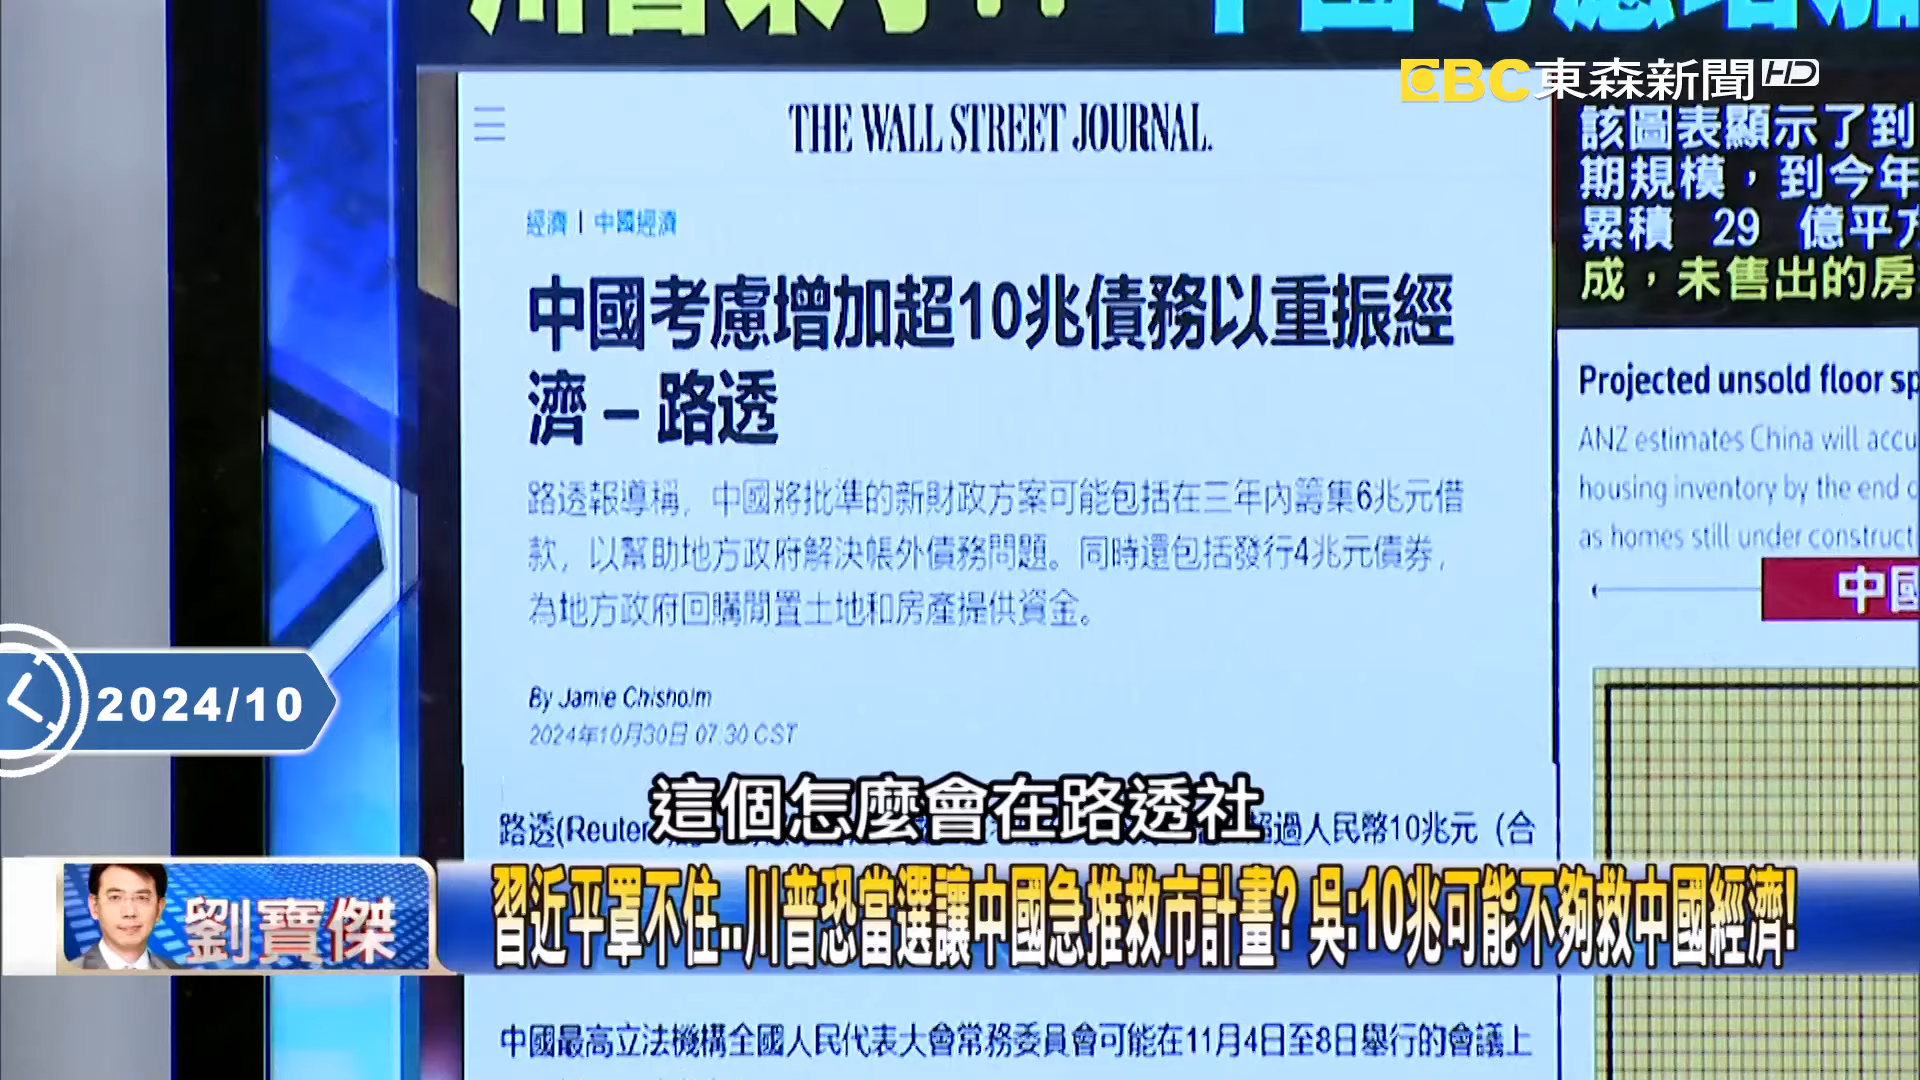 EBC 東森新聞 HD
THE WALL STREET JOURNAL.
經濟 | 中國經濟
中國考慮增加超10兆債務以重振經
濟 – 路透
路透報導稱，中國將批準的新財政方案可能包括在三年內籌集6兆元借
款，以幫助地方政府解決帳外債務問題。同時還包括發行4兆元債券，
為地方政府回購閒置土地和房產提供資金。
By Jamie Chisholm
2024年10月30日 07:30 CST
該圖表顯示了到
期規模，到今年
累積 29 億平方
成，未售出的房
Projected unsold floor sp
ANZ estimates China will accu
housing inventory by the end o
as homes still under construct
中國
2024/10
這個怎麼會在路透社
路透(Reuter
超過人民幣10兆元（合
劉寶傑
習近平罩不住..川普恐當選讓中國急推救市計畫? 吳:10兆可能不夠救中國經濟!
中國最高立法機構全國人民代表大會常務委員會可能在11月4日至8日舉行的會議上